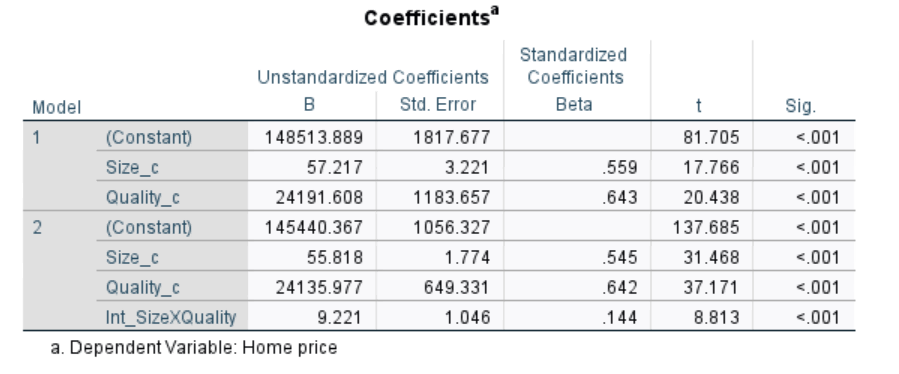 Coefficientsᵃ
Standardized
Unstandardized Coefficients Coefficients
Model B Std. Error Beta t Sig.
1 (Constant) 148513.889 1817.677 81.705 <.001
Size_c 57.217 3.221 .559 17.766 <.001
Quality_c 24191.608 1183.657 .643 20.438 <.001
2 (Constant) 145440.367 1056.327 137.685 <.001
Size_c 55.818 1.774 .545 31.468 <.001
Quality_c 24135.977 649.331 .642 37.171 <.001
Int_SizeXQuality 9.221 1.046 .144 8.813 <.001
a. Dependent Variable: Home price